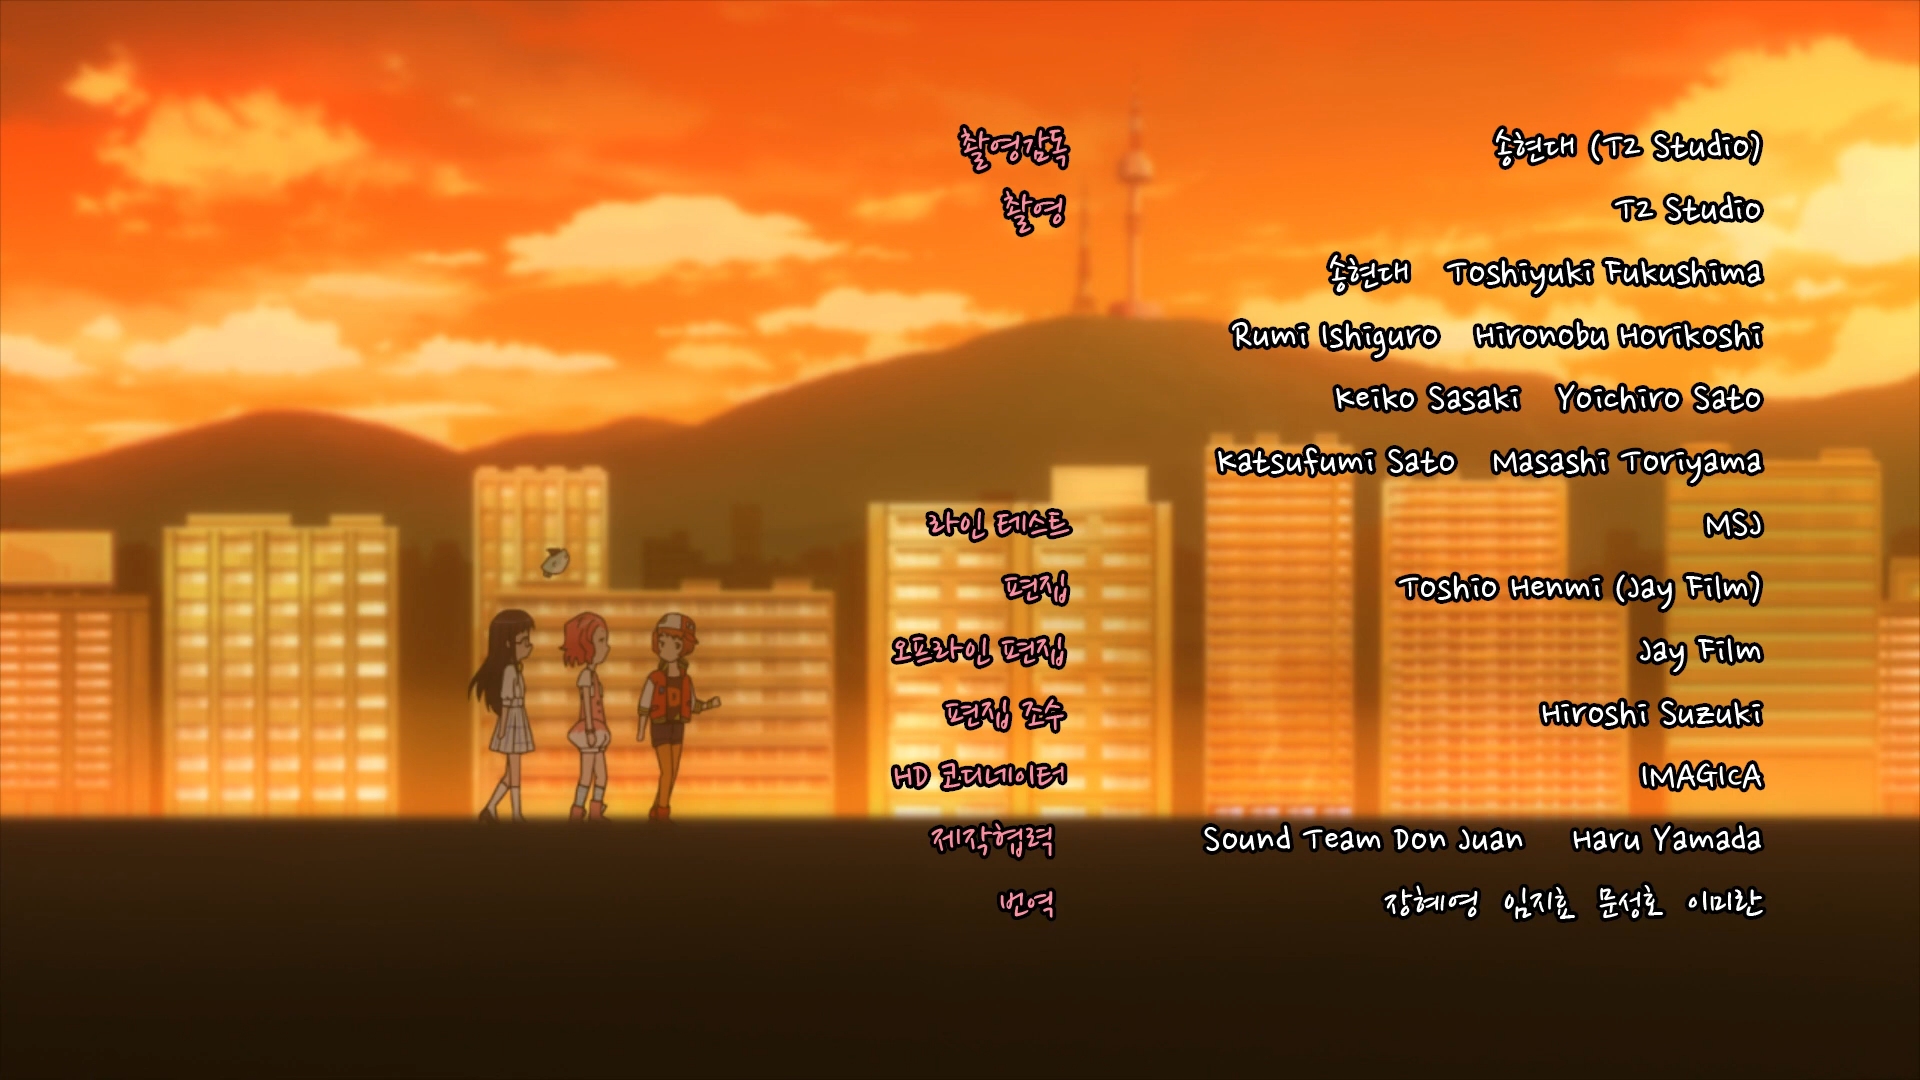 촬영감독 송현대 (T2 Studio)
촬영 T2 Studio
송현대 Toshiyuki Fukushima
Rumi Ishiguro Hironobu Horikoshi
Keiko Sasaki Yoichiro Sato
Katsufumi Sato Masashi Toriyama
라인 테스트 MSJ
편집 Toshio Henmi (Jay Film)
오프라인 편집 Jay Film
편집 조수 Hiroshi Suzuki
HD 코디네이터 IMAGICA
제작협력 Sound Team Don Juan Haru Yamada
번역 장혜영 임지효 문성호 이미란